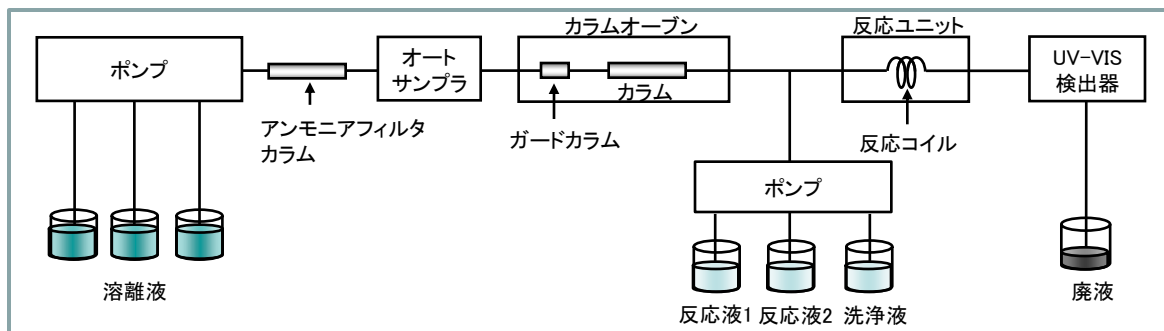 カラムオーブン
反応ユニット
ポンプ
オート
サンプラ
UV-VIS
検出器
カラム
アンモニアフィルタ
カラム
ガードカラム
反応コイル
ポンプ
溶離液
反応液1
反応液2
洗浄液
廃液